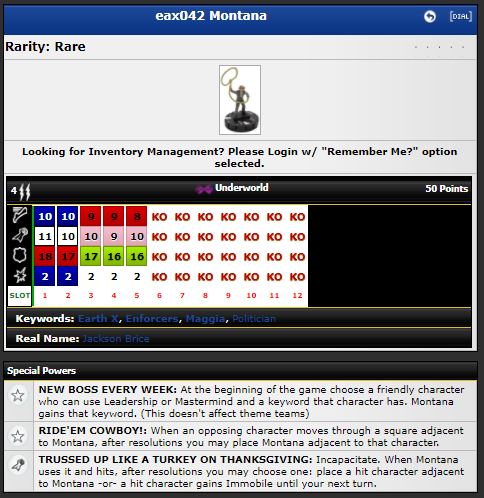 eax042 Montana
[DIAL]
Rarity: Rare
Looking for Inventory Management? Please Login w/ "Remember Me?" option
selected.
4 Underworld 50 Points
10 10 9 9 8 KO KO KO KO KO KO KO
11 10 10 9 10 KO KO KO KO KO KO KO
18 17 17 16 16 KO KO KO KO KO KO KO
2 2 2 2 2 KO KO KO KO KO KO KO
SLOT 1 2 3 4 5 6 7 8 9 10 11 12
Keywords: Earth X, Enforcers, Maggia, Politician
Real Name: Jackson Brice
Special Powers
NEW BOSS EVERY WEEK: At the beginning of the game choose a friendly character
who can use Leadership or Mastermind and a keyword that character has. Montana
gains that keyword. (This doesn't affect theme teams)
RIDE'EM COWBOY!: When an opposing character moves through a square adjacent
to Montana, after resolutions you may place Montana adjacent to that character.
TRUSSED UP LIKE A TURKEY ON THANKSGIVING: Incapacitate. When Montana
uses it and hits, after resolutions you may choose one: place a hit character adjacent
to Montana -or- a hit character gains Immobile until your next turn.